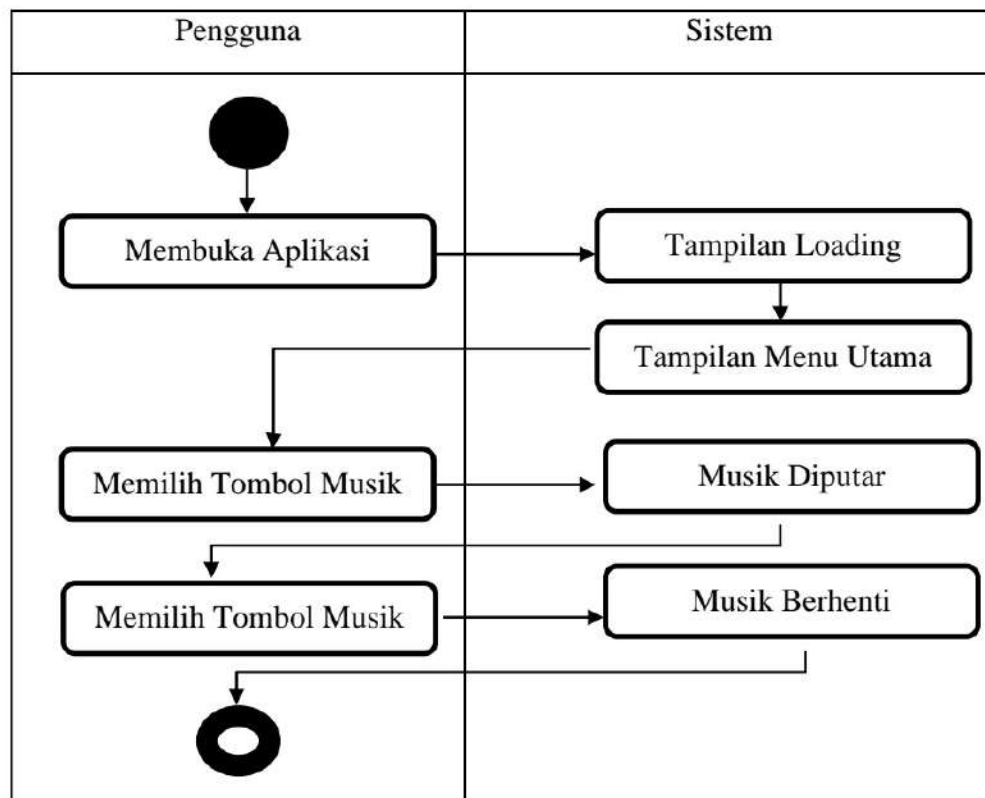 Pengguna
Sistem
Membuka Aplikasi
Tampilan Loading
Tampilan Menu Utama
Memilih Tombol Musik
Musik Diputar
Memilih Tombol Musik
Musik Berhenti